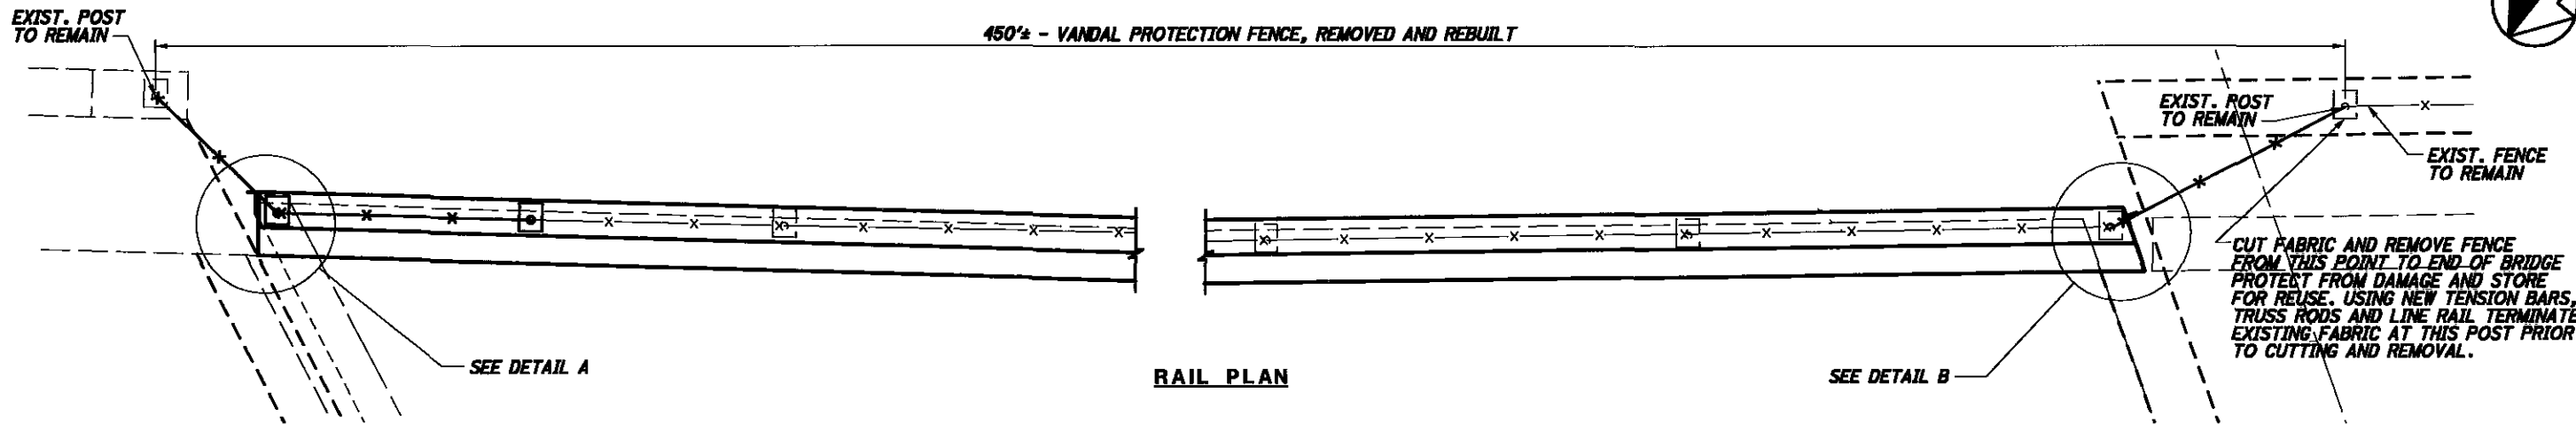 EXIST. POST
TO REMAIN
450'± - VANDAL PROTECTION FENCE, REMOVED AND REBUILT
EXIST. POST
TO REMAIN
EXIST. FENCE
TO REMAIN
CUT FABRIC AND REMOVE FENCE
FROM THIS POINT TO END OF BRIDGE
PROTECT FROM DAMAGE AND STORE
FOR REUSE. USING NEW TENSION BARS,
TRUSS RODS AND LINE RAIL TERMINATE
EXISTING FABRIC AT THIS POST PRIOR
TO CUTTING AND REMOVAL.
SEE DETAIL A
RAIL PLAN
SEE DETAIL B